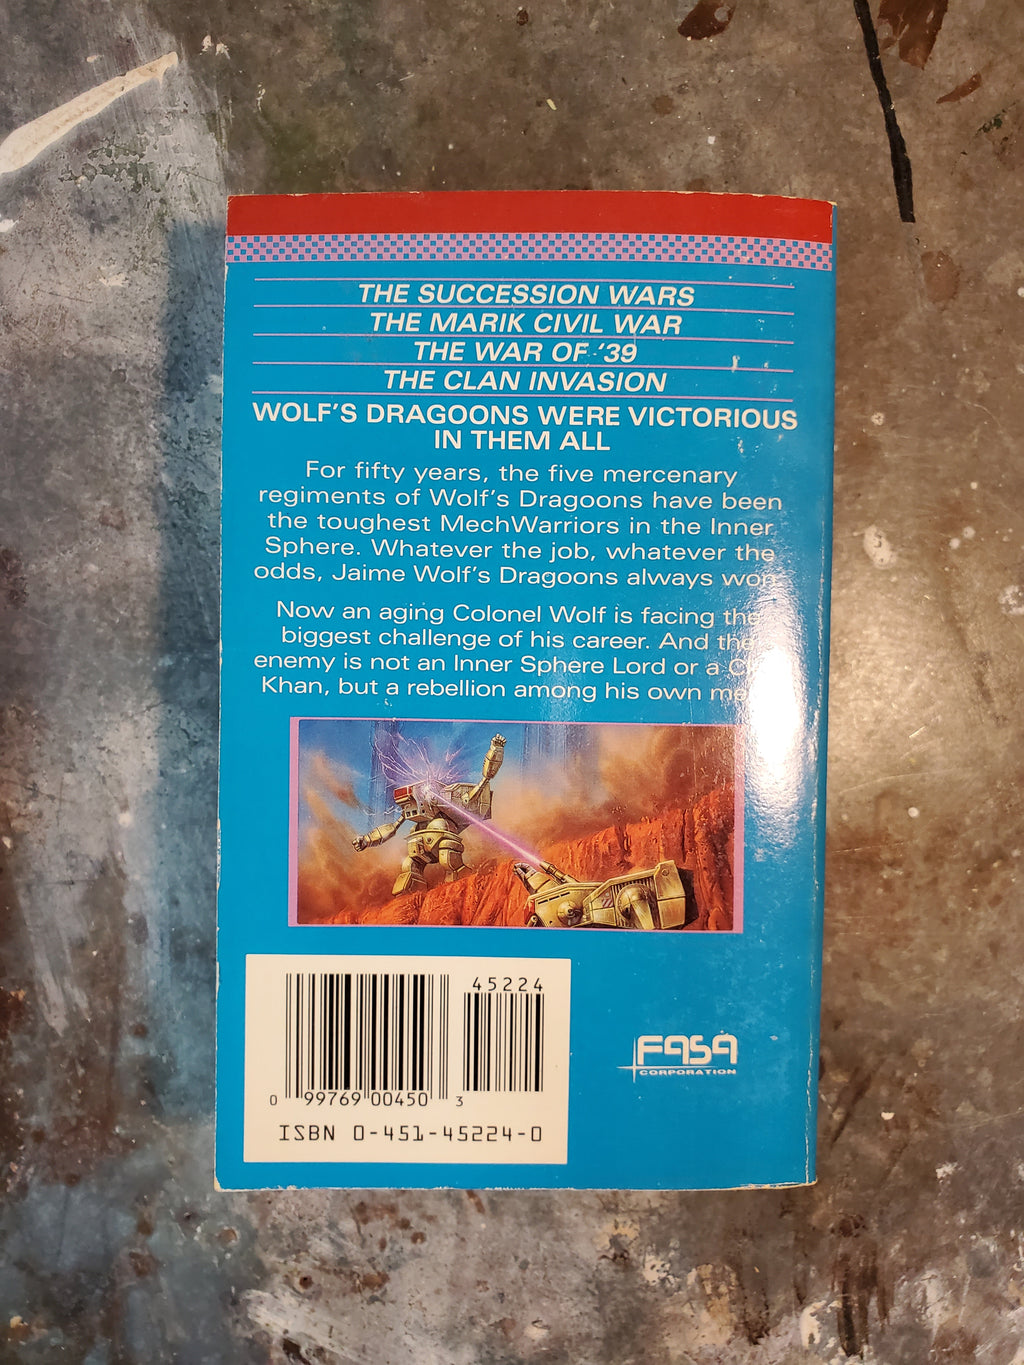 THE SUCCESSION WARS
THE MARIK CIVIL WAR
THE WAR OF '39
THE CLAN INVASION
WOLF'S DRAGOONS WERE VICTORIOUS
IN THEM ALL
For fifty years, the five mercenary
regiments of Wolf's Dragoons have been
the toughest MechWarriors in the Inner
Sphere. Whatever the job, whatever the
odds, Jaime Wolf's Dragoons always won
Now an aging Colonel Wolf is facing the
biggest challenge of his career. And
enemy is not an Inner Sphere Lord or a
Khan, but a rebellion among his own
45224
0 99769 00450 3
ISBN 0-451-45224-0
FASA
CORPORATION